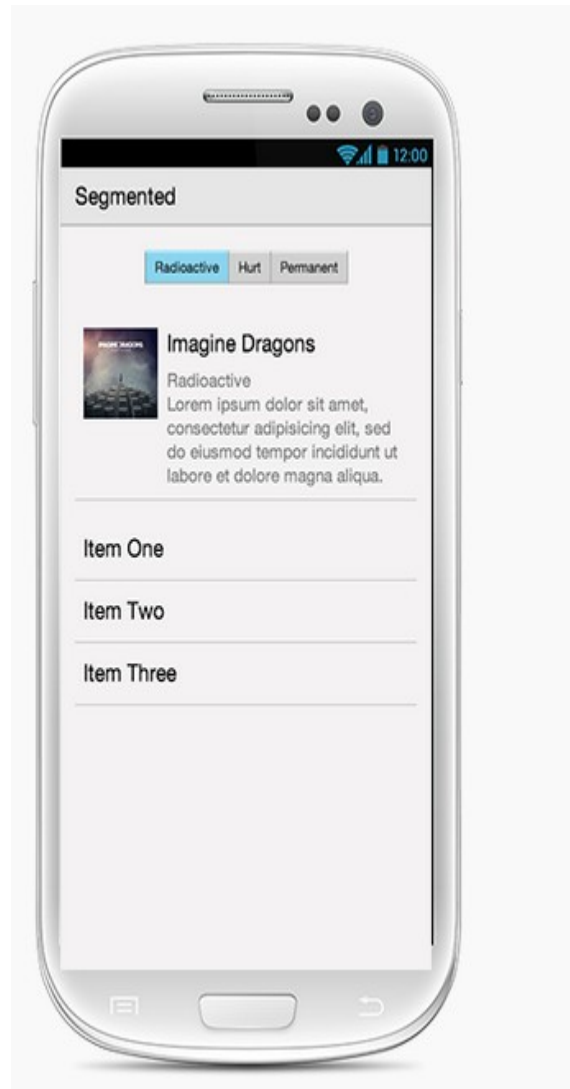 12:00
Segmented
Radioactive Hurt Permanent
Imagine Dragons
Radioactive
Lorem ipsum dolor sit amet,
consectetur adipisicing elit, sed
do eiusmod tempor incididunt ut
labore et dolore magna aliqua.
Item One
Item Two
Item Three